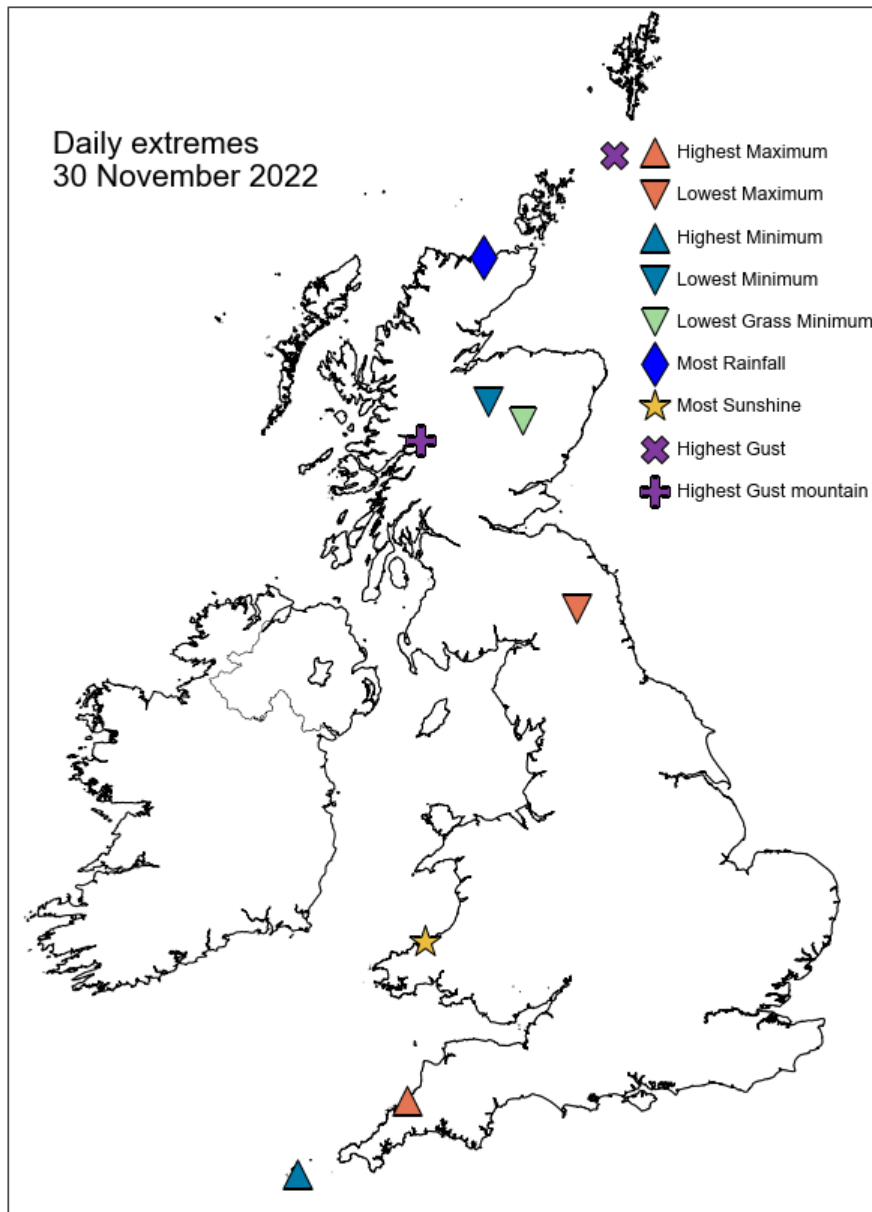 Daily extremes
30 November 2022
Highest Maximum
Lowest Maximum
Highest Minimum
Lowest Minimum
Lowest Grass Minimum
Most Rainfall
Most Sunshine
Highest Gust
Highest Gust mountain